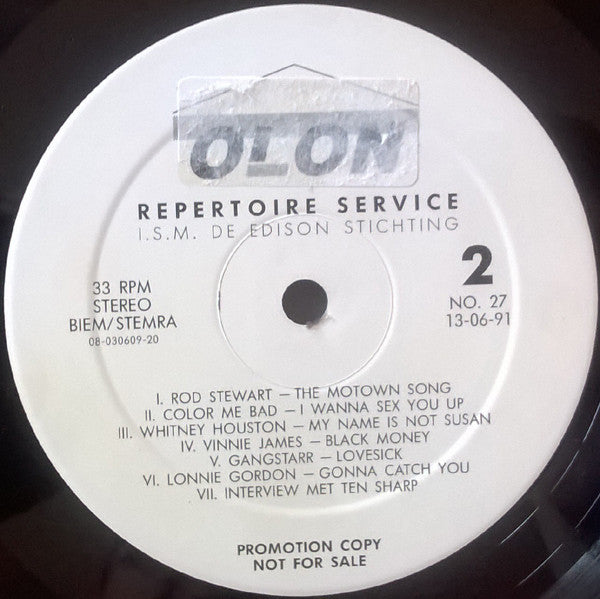 OLON
REPERTOIRE SERVICE
I.S.M. DE EDISON STICHTING
33 RPM
STEREO
BIEM/STEMRA
08-030609-20
2
NO. 27
13-06-91
I. ROD STEWART – THE MOTOWN SONG
II. COLOR ME BAD – I WANNA SEX YOU UP
III. WHITNEY HOUSTON – MY NAME IS NOT SUSAN
IV. VINNIE JAMES – BLACK MONEY
V. GANGSTARR – LOVESICK
VI. LONNIE GORDON – GONNA CATCH YOU
VII. INTERVIEW MET TEN SHARP
PROMOTION COPY
NOT FOR SALE